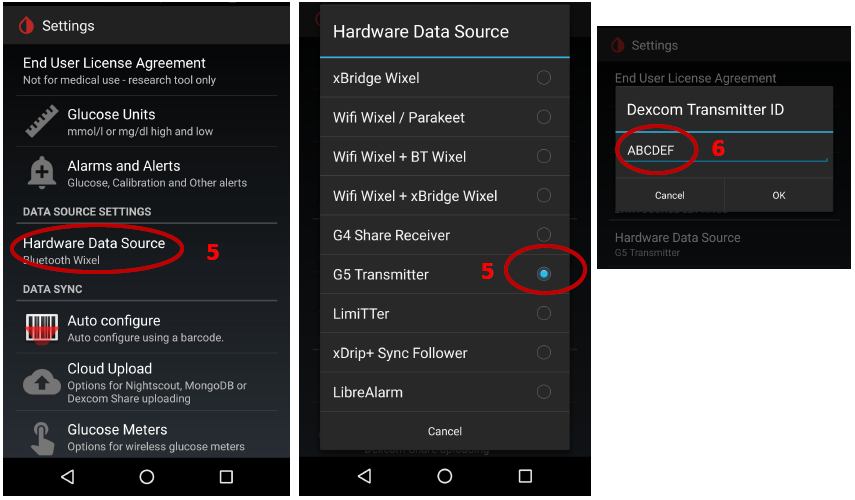 Settings
End User License Agreement
Not for medical use - research tool only
Glucose Units
mmol/l or mg/dl high and low
Alarms and Alerts
Glucose, Calibration and Other alerts
DATA SOURCE SETTINGS
Hardware Data Source
5
Bluetooth Wixel
DATA SYNC
Auto configure
Auto configure using a barcode.
Cloud Upload
Options for Nightscout, MongoDB or
Dexcom Share uploading
Glucose Meters
Options for wireless glucose meters
Hardware Data Source
xBridge Wixel
Wifi Wixel / Parakeet
Wifi Wixel + BT Wixel
Wifi Wixel + xBridge Wixel
G4 Share Receiver
G5 Transmitter
5
LimiTTer
xDrip+ Sync Follower
LibreAlarm
Cancel
Dexcom Share uploading
Settings
End User License Agreement
Dexcom Transmitter ID
ABCDEF
6
Cancel
OK
Hardware Data Source
G5 Transmitter